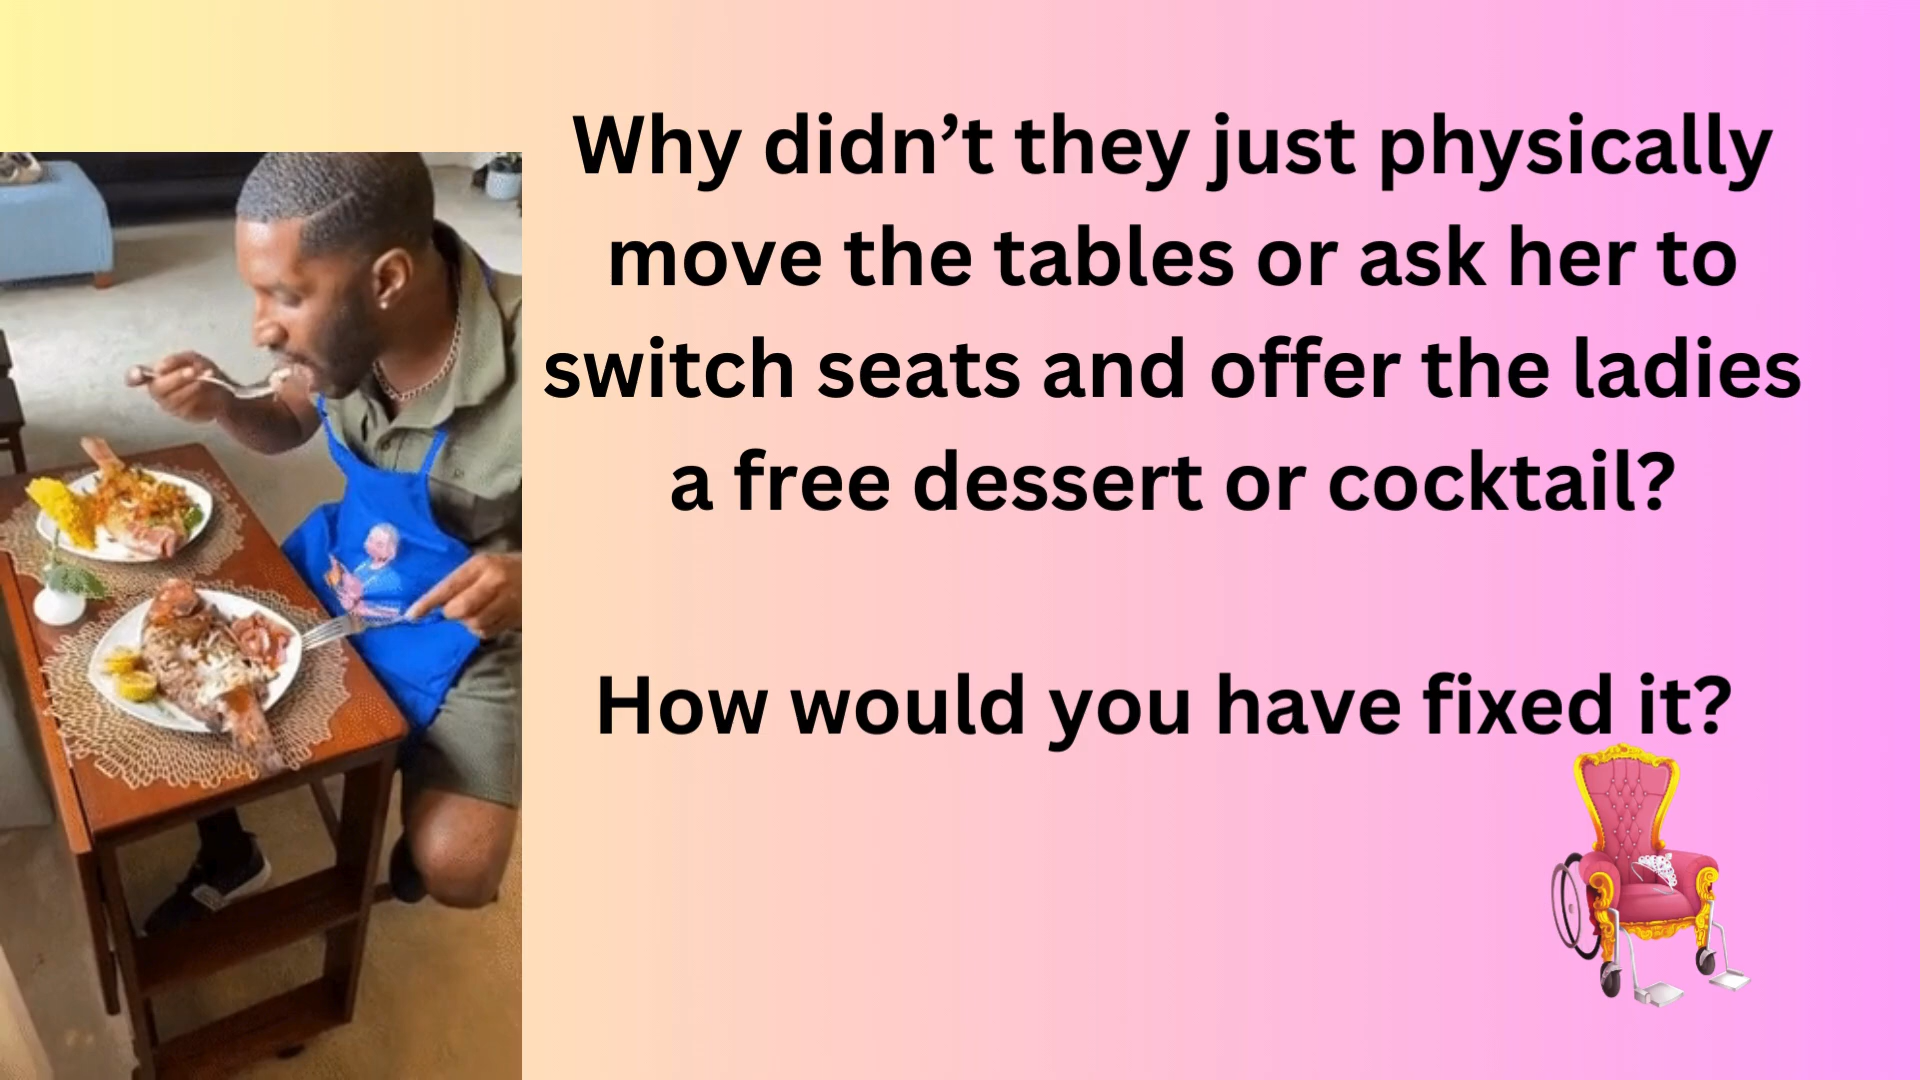 Why didn’t they just physically
move the tables or ask her to
switch seats and offer the ladies
a free dessert or cocktail?
How would you have fixed it?